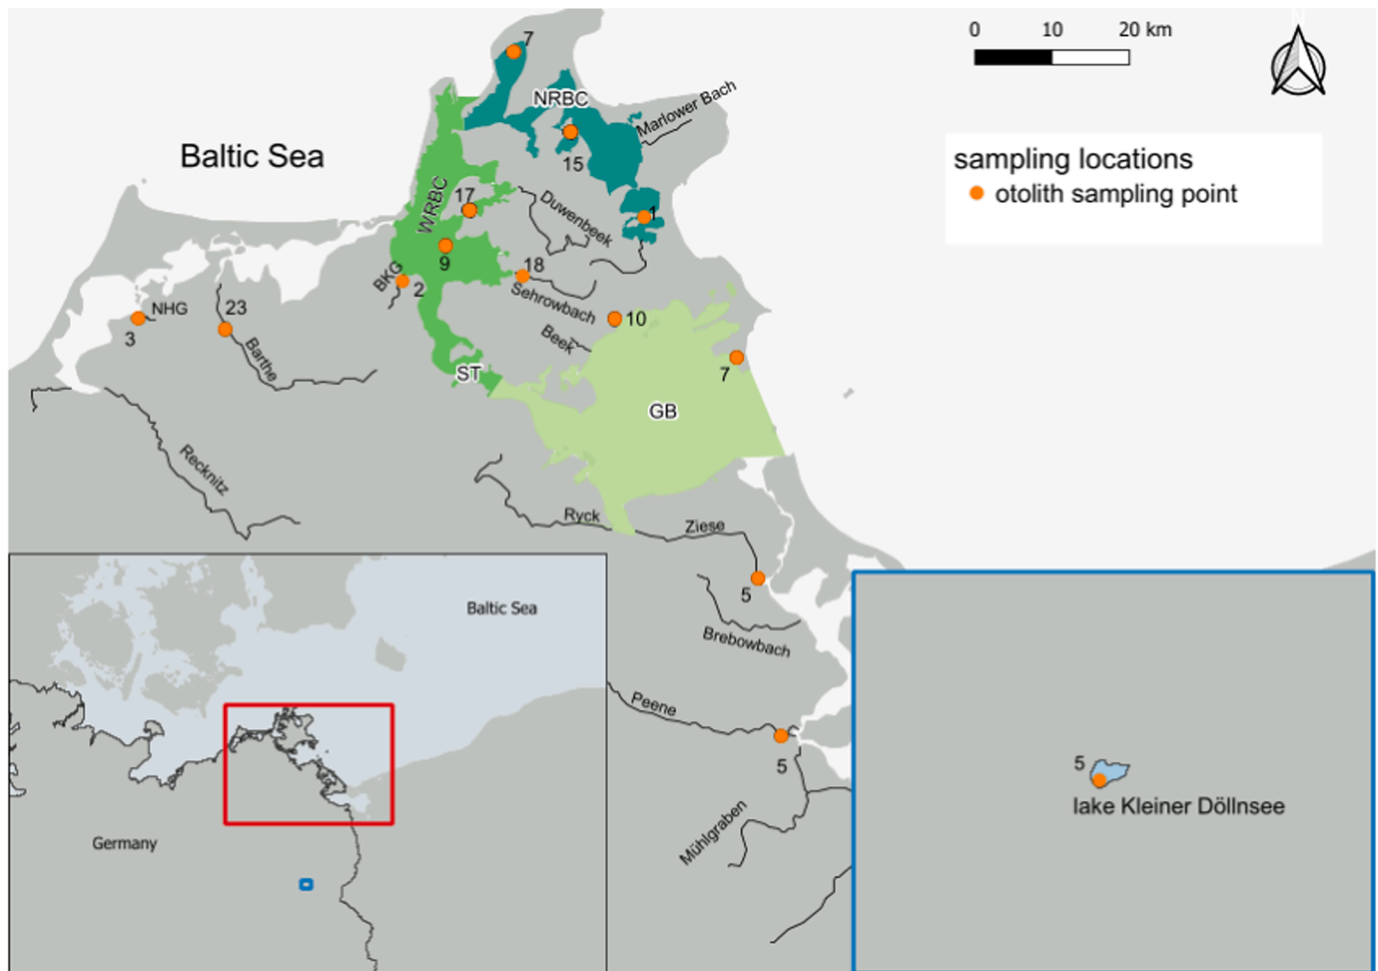 0 10 20 km
N
7
NRBC
Marlower Bach
sampling locations
otolith sampling point
Baltic Sea
15
17
WRBC
Duwenbeek
1
9
18
BKG
2
Sehrowbach
NHG
23
3
10
Beek
Barthe
ST
7
GB
Recknitz
Ryck
Ziese
5
Brebowbach
Baltic Sea
Peene
5
5
lake Kleiner Döllnsee
Mühlgraben
Germany